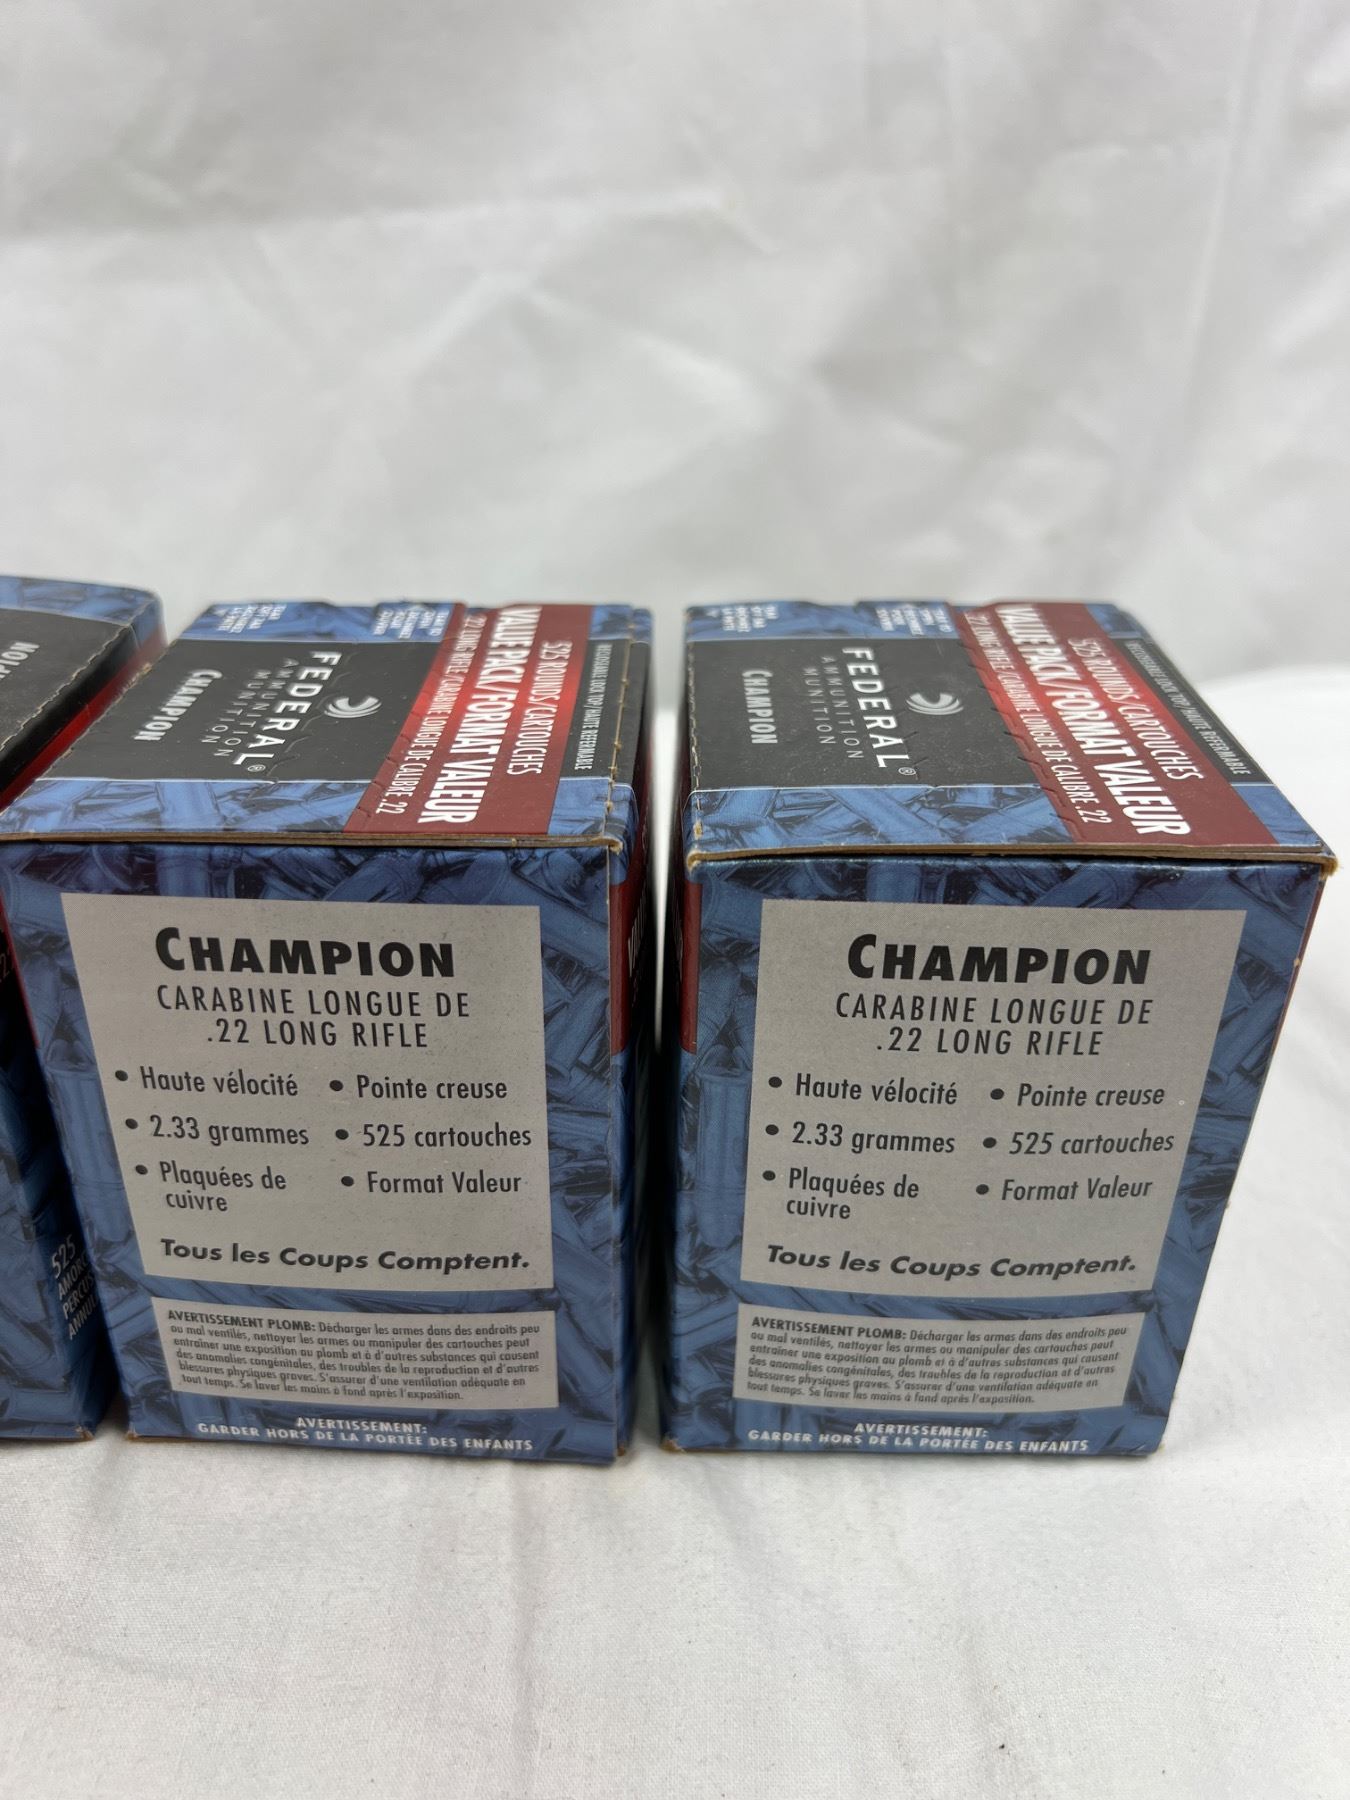 CHAMPION
FEDERAL®
AMMUNITION
MUNITION
.22 LONG RIFLE/CARABINE LONGUE DE CALIBRE .22
VALUE PACK/FORMAT VALEUR
525 ROUNDS/CARTOUCHES
CHAMPION
CARABINE LONGUE DE
.22 LONG RIFLE
• Haute vélocité • Pointe creuse
• 2.33 grammes • 525 cartouches
• Plaquées de
cuivre
• Format Valeur
Tous les Coups Comptent.
AVERTISSEMENT PLOMB: Décharger les armes dans des endroits peu
ou mal ventilés, nettoyer les armes ou manipuler des cartouches peut
entraîner une exposition au plomb et à d'autres substances qui causent
des anomalies congénitales, des troubles de la reproduction et d'autres
blessures physiques graves. S'assurer d'une ventilation adéquate en
tout temps. Se laver les mains à fond après l'exposition.
AVERTISSEMENT:
GARDER HORS DE LA PORTÉE DES ENFANTS
CHAMPION
FEDERAL®
AMMUNITION
MUNITION
.22 LONG RIFLE/CARABINE LONGUE DE CALIBRE .22
VALUE PACK/FORMAT VALEUR
525 ROUNDS/CARTOUCHES
CHAMPION
CARABINE LONGUE DE
.22 LONG RIFLE
• Haute vélocité • Pointe creuse
• 2.33 grammes • 525 cartouches
• Plaquées de
cuivre
• Format Valeur
Tous les Coups Comptent.
AVERTISSEMENT PLOMB: Décharger les armes dans des endroits peu
ou mal ventilés, nettoyer les armes ou manipuler des cartouches peut
entraîner une exposition au plomb et à d'autres substances qui causent
des anomalies congénitales, des troubles de la reproduction et d'autres
blessures physiques graves. S'assurer d'une ventilation adéquate en
tout temps. Se laver les mains à fond après l'exposition.
AVERTISSEMENT:
GARDER HORS DE LA PORTÉE DES ENFANTS
525